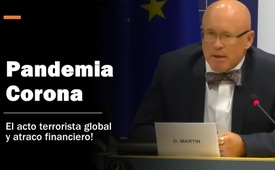 Pandemia
Corona
El acto terrorista global
y atraco financiero!
D. MARTIN